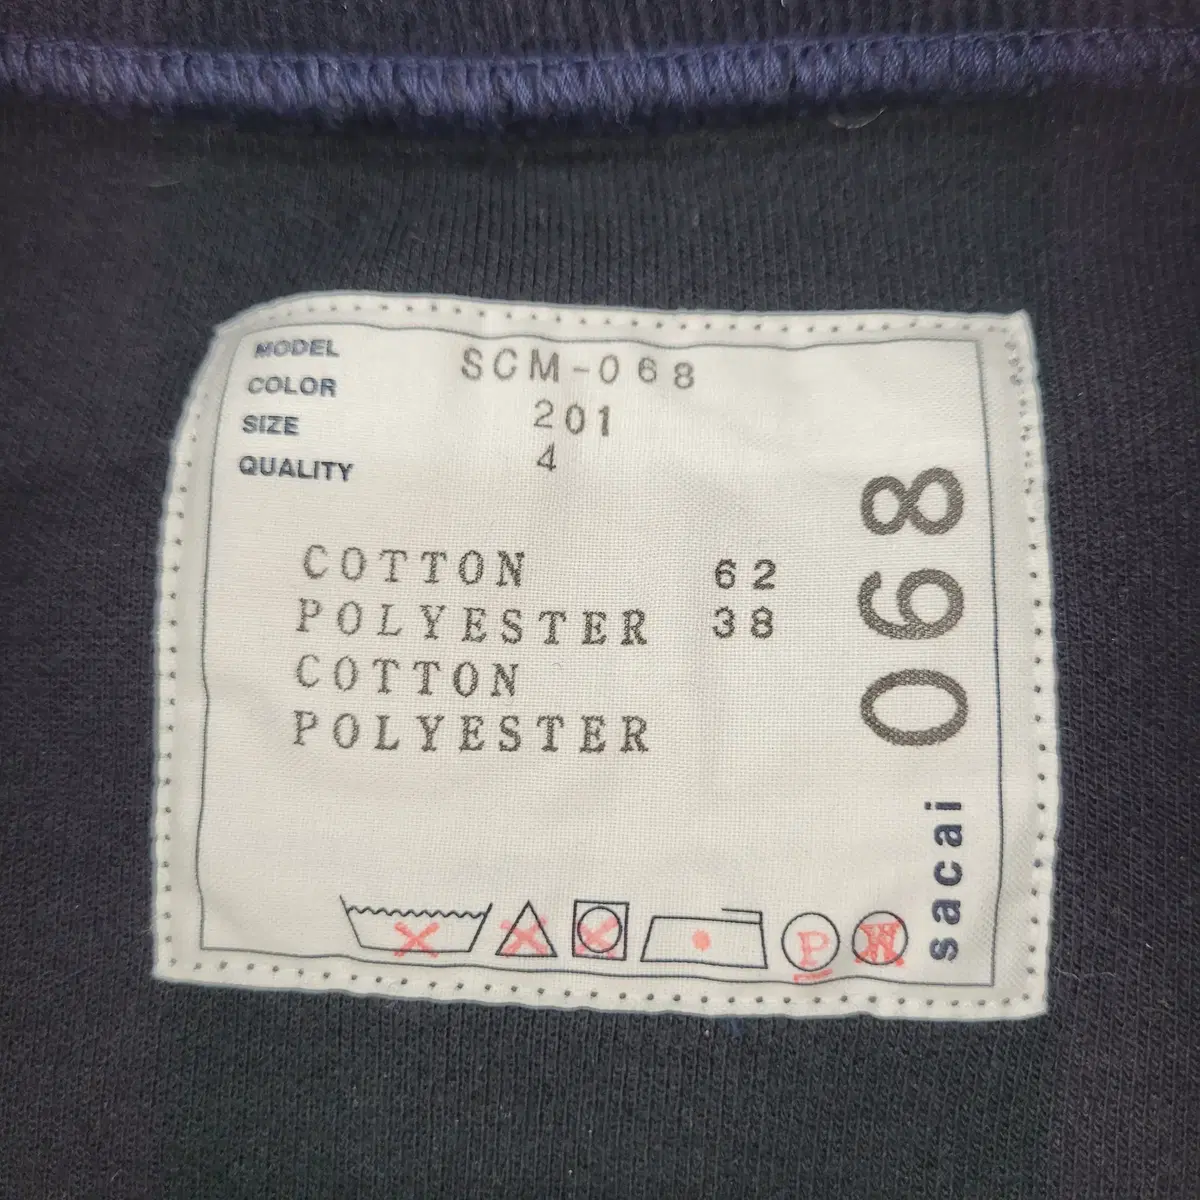 MODEL SCM-068
COLOR 201
SIZE 4
QUALITY
COTTON 62
POLYESTER 38
COTTON
POLYESTER
068
sacai
P
W